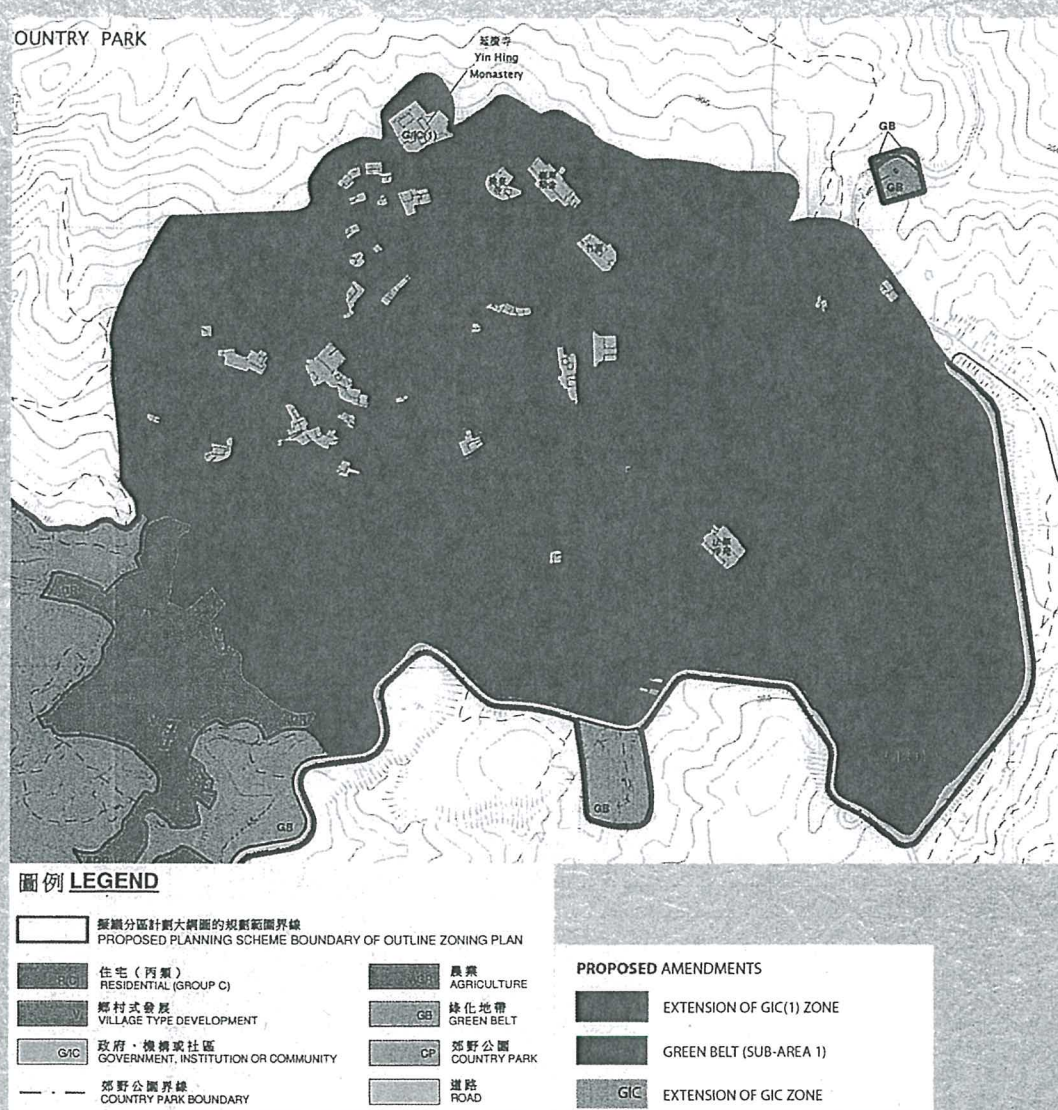 OUNTRY PARK
延慶寺
Yin Hing
Monastery
G/IC(1)
GB
GB
GB
GB
圖例 LEGEND
擬議分區計劃大綱圖的規劃範圍界線
PROPOSED PLANNING SCHEME BOUNDARY OF OUTLINE ZONING PLAN
住宅(丙類)
RESIDENTIAL (GROUP C)
V
鄉村式發展
VILLAGE TYPE DEVELOPMENT
G/IC
政府・機構或社區
GOVERNMENT, INSTITUTION OR COMMUNITY
郊野公園界線
COUNTRY PARK BOUNDARY
AGR
農業
AGRICULTURE
GB
綠化地帶
GREEN BELT
CP
郊野公園
COUNTRY PARK
道路
ROAD
PROPOSED AMENDMENTS
EXTENSION OF GIC(1) ZONE
GREEN BELT (SUB-AREA 1)
GIC
EXTENSION OF GIC ZONE